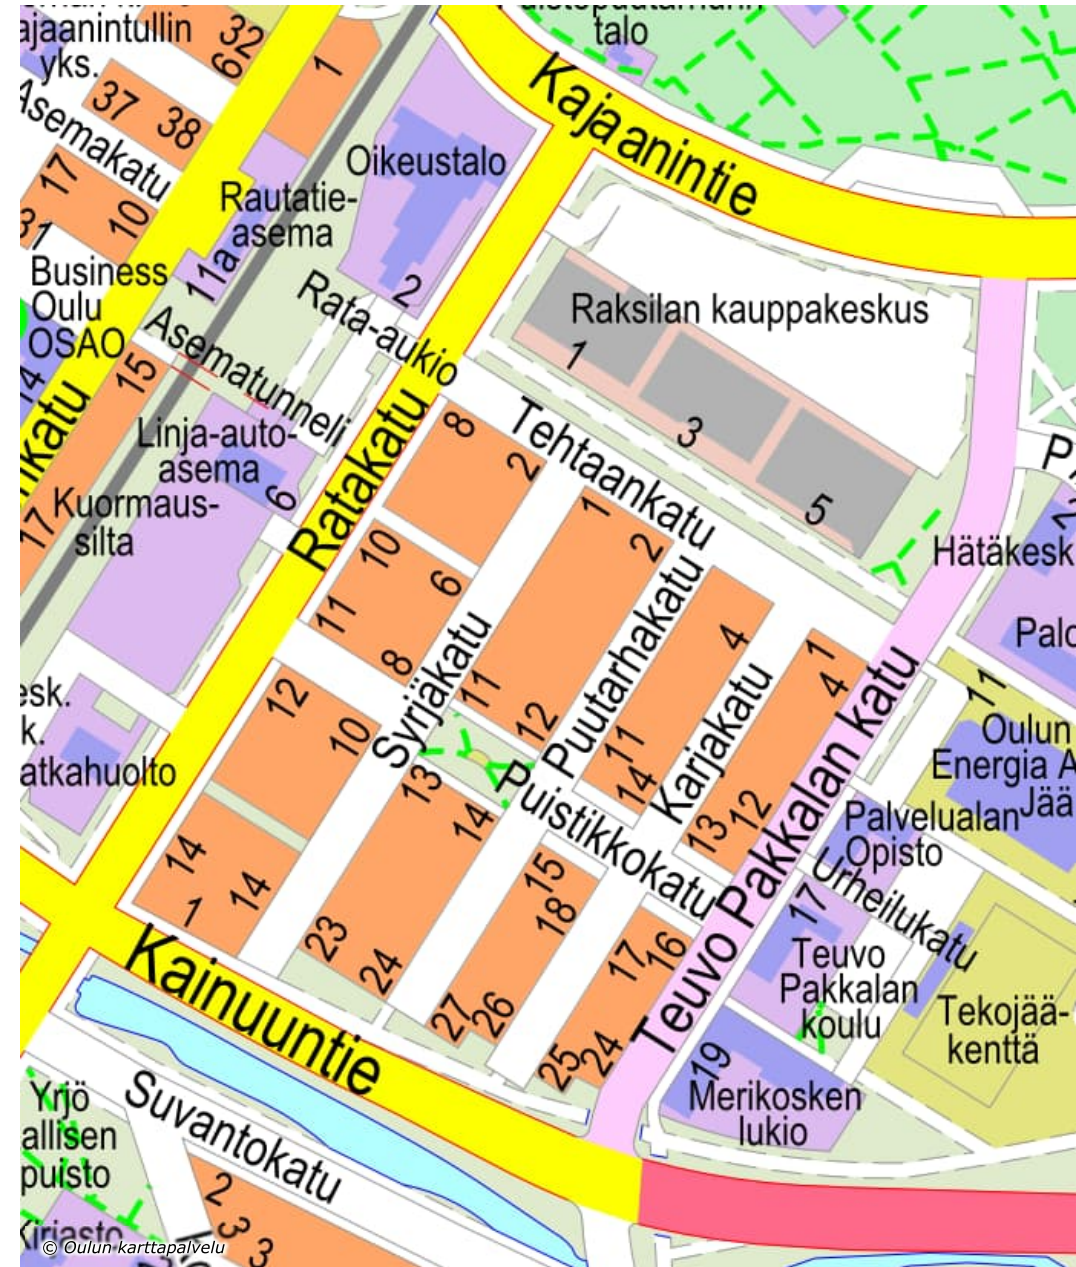 ajaanintullin
yks.
32
6
1
talo
37
38
Asemakatu
17
10
31
Kajaanintie
Oikeustalo
2
Rautatie-
asema
11a
Business
Oulu
OSAO
14
15
17
Rata-aukio
Asematunneli
Raksilan kauppakeskus
1
3
5
Linja-auto-
asema
6
Kuormaus-
silta
Ratakatu
8
2
Tehtaankatu
1
2
10
6
11
8
Syrjäkatu
11
12
Puutarhakatu
4
11
14
Karjakatu
1
4
13
12
Teuvo Pakkalan katu
Hätäkesk
2
Palo
11
Oulun
Energia A
Jää
12
10
13
14
Puistikkokatu
atkahuolto
14
14
1
23
24
15
18
27
26
17
16
25
24
Palvelualan
Opisto
Urheilukatu
17
Teuvo
Pakkalan
koulu
Tekojää-
kenttä
19
Merikosken
lukio
Kainuuntie
Suvantokatu
Yrjö
allisen
puisto
2
3
3
Kirjasto
© Oulun karttapalvelu